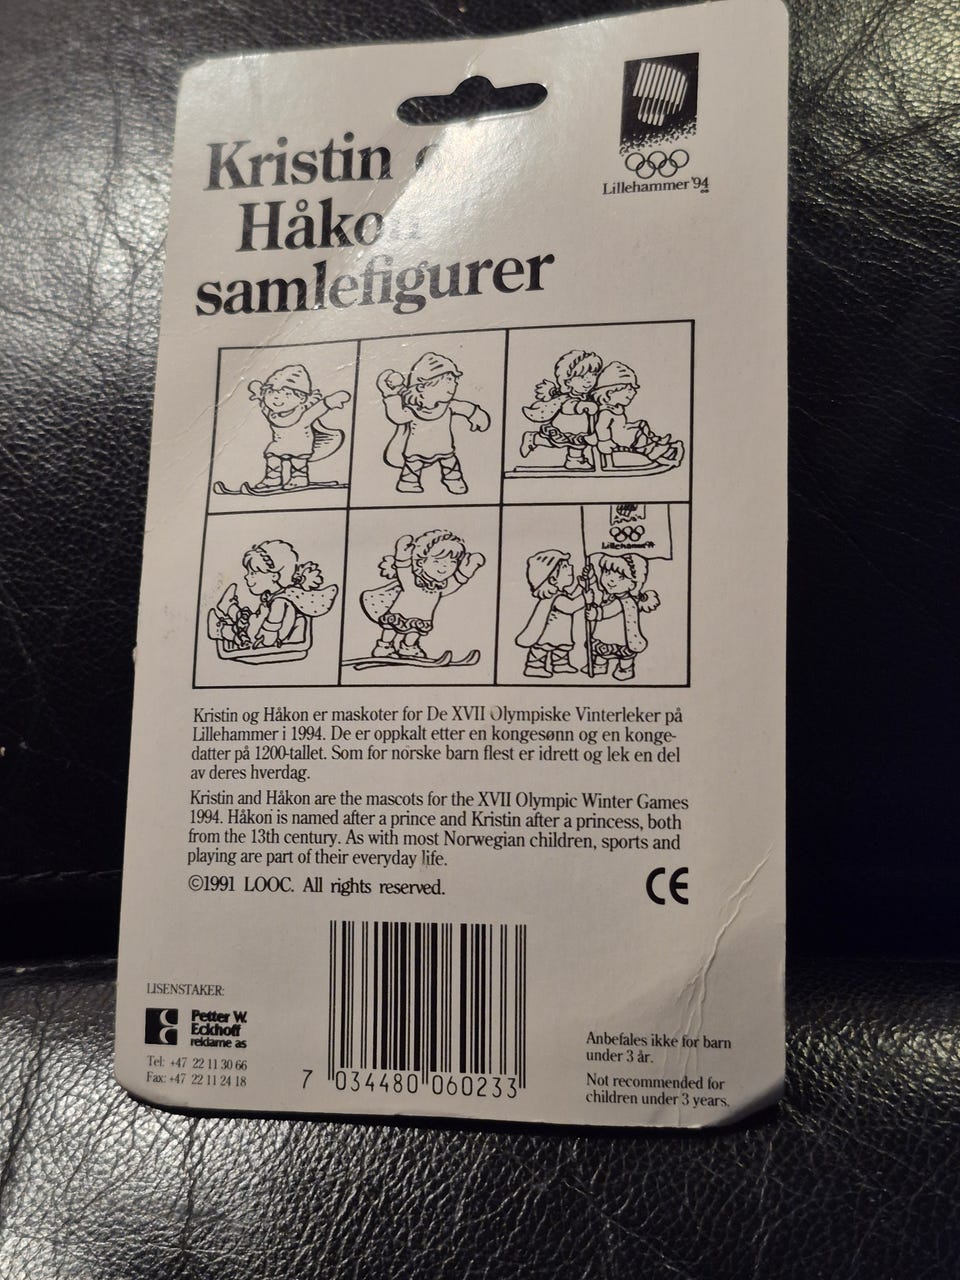 Kristin
Håkon
samlefigurer
Lillehammer '94
Lillehammer
Kristin og Håkon er maskoter for De XVII Olympiske Vinterleker på
Lillehammer i 1994. De er oppkalt etter en kongesønn og en konge-
datter på 1200-tallet. Som for norske barn flest er idrett og lek en del
av deres hverdag.
Kristin and Håkon are the mascots for the XVII Olympic Winter Games
1994. Håkon is named after a prince and Kristin after a princess, both
from the 13th century. As with most Norwegian children, sports and
playing are part of their everyday life.
©1991 LOOC. All rights reserved.
CE
LISENSTAKER:
Petter W.
Eckhoff
reklame as
Tel: +47 22 11 30 66
Fax: +47 22 11 24 18
7 034480 060233
Anbefales ikke for barn
under 3 år.
Not recommended for
children under 3 years.